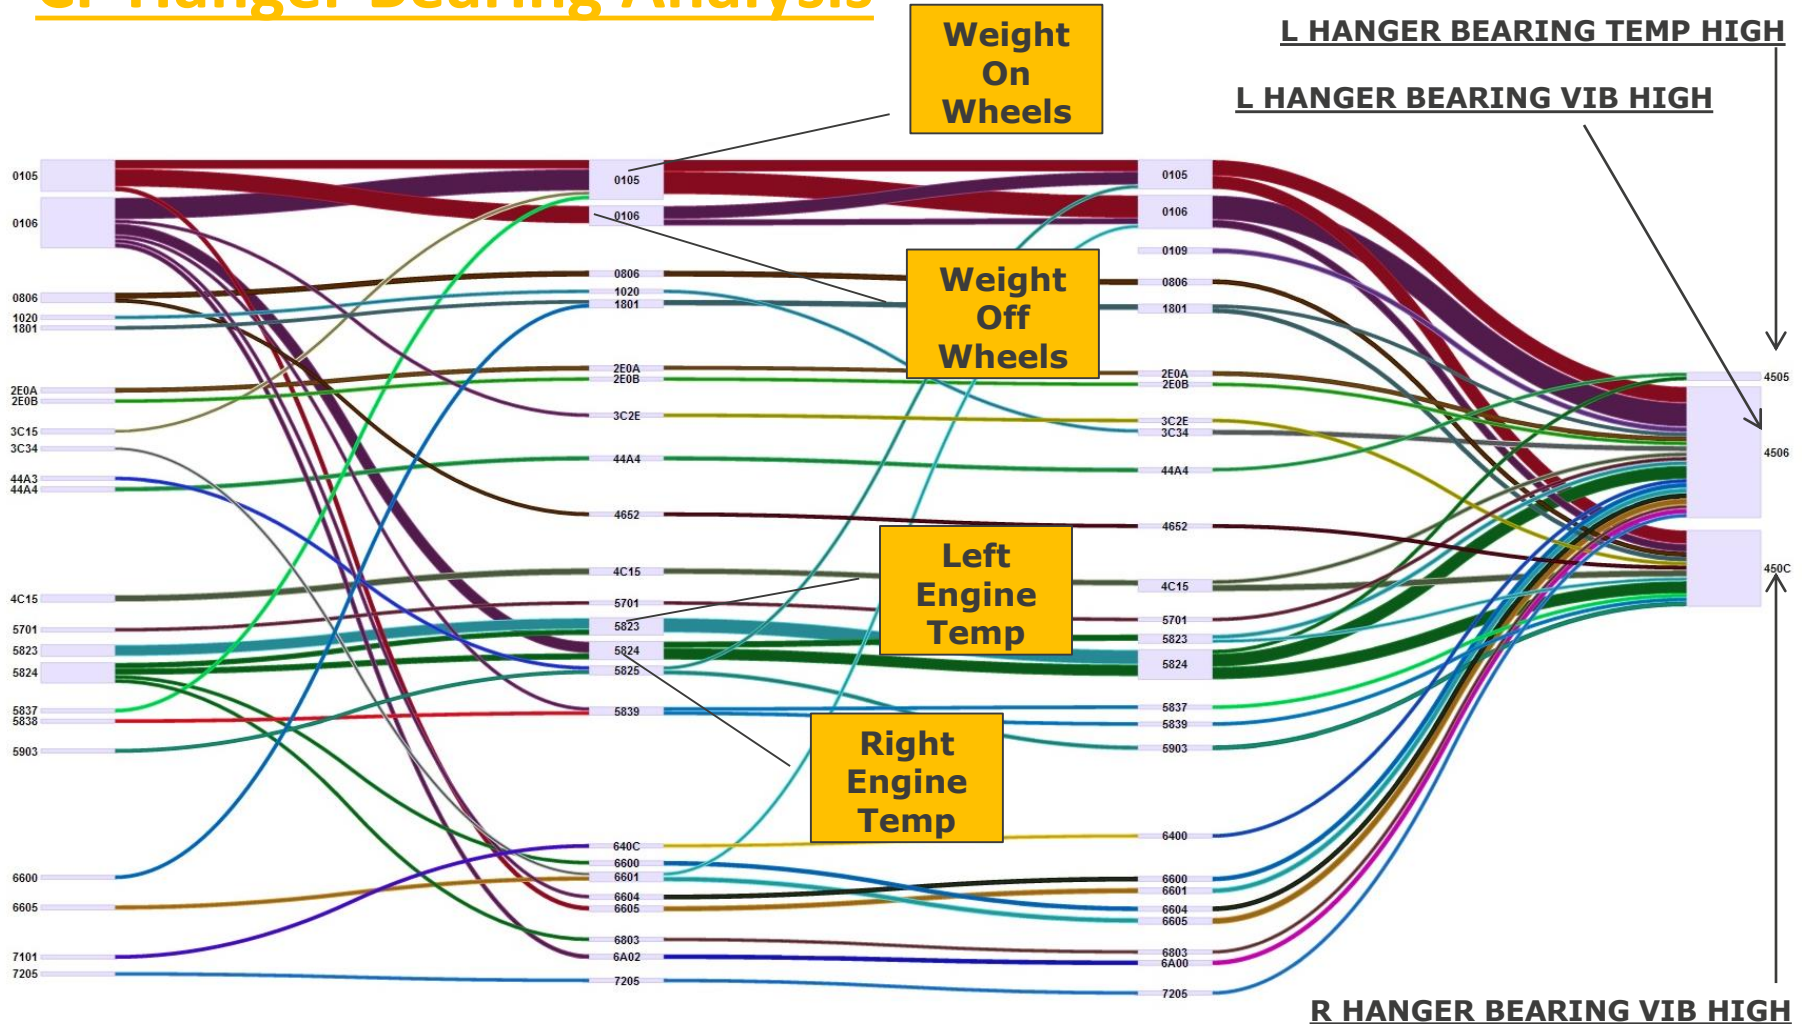 CF Hanger Bearing Analysis
L HANGER BEARING TEMP HIGH
L HANGER BEARING VIB HIGH
Weight
On
Wheels
Weight
Off
Wheels
Left
Engine
Temp
Right
Engine
Temp
0105
0106
0806
1020
1801
2E0A
2E0B
3C15
3C34
44A3
44A4
4C15
5701
5823
5824
5837
5838
5903
6600
6605
7101
7205
0105
0106
0806
1020
1801
2E0A
2E0B
3C2E
44A4
4652
4C15
5701
5823
5824
5825
5839
640C
6600
6601
6604
6605
6803
6A02
7205
0105
0106
0109
0806
1801
2E0A
2E0B
3C2E
3C34
44A4
4652
4C15
5701
5823
5824
5837
5839
5903
6400
6600
6601
6604
6605
6803
6A00
7205
4505
4506
450C
R HANGER BEARING VIB HIGH